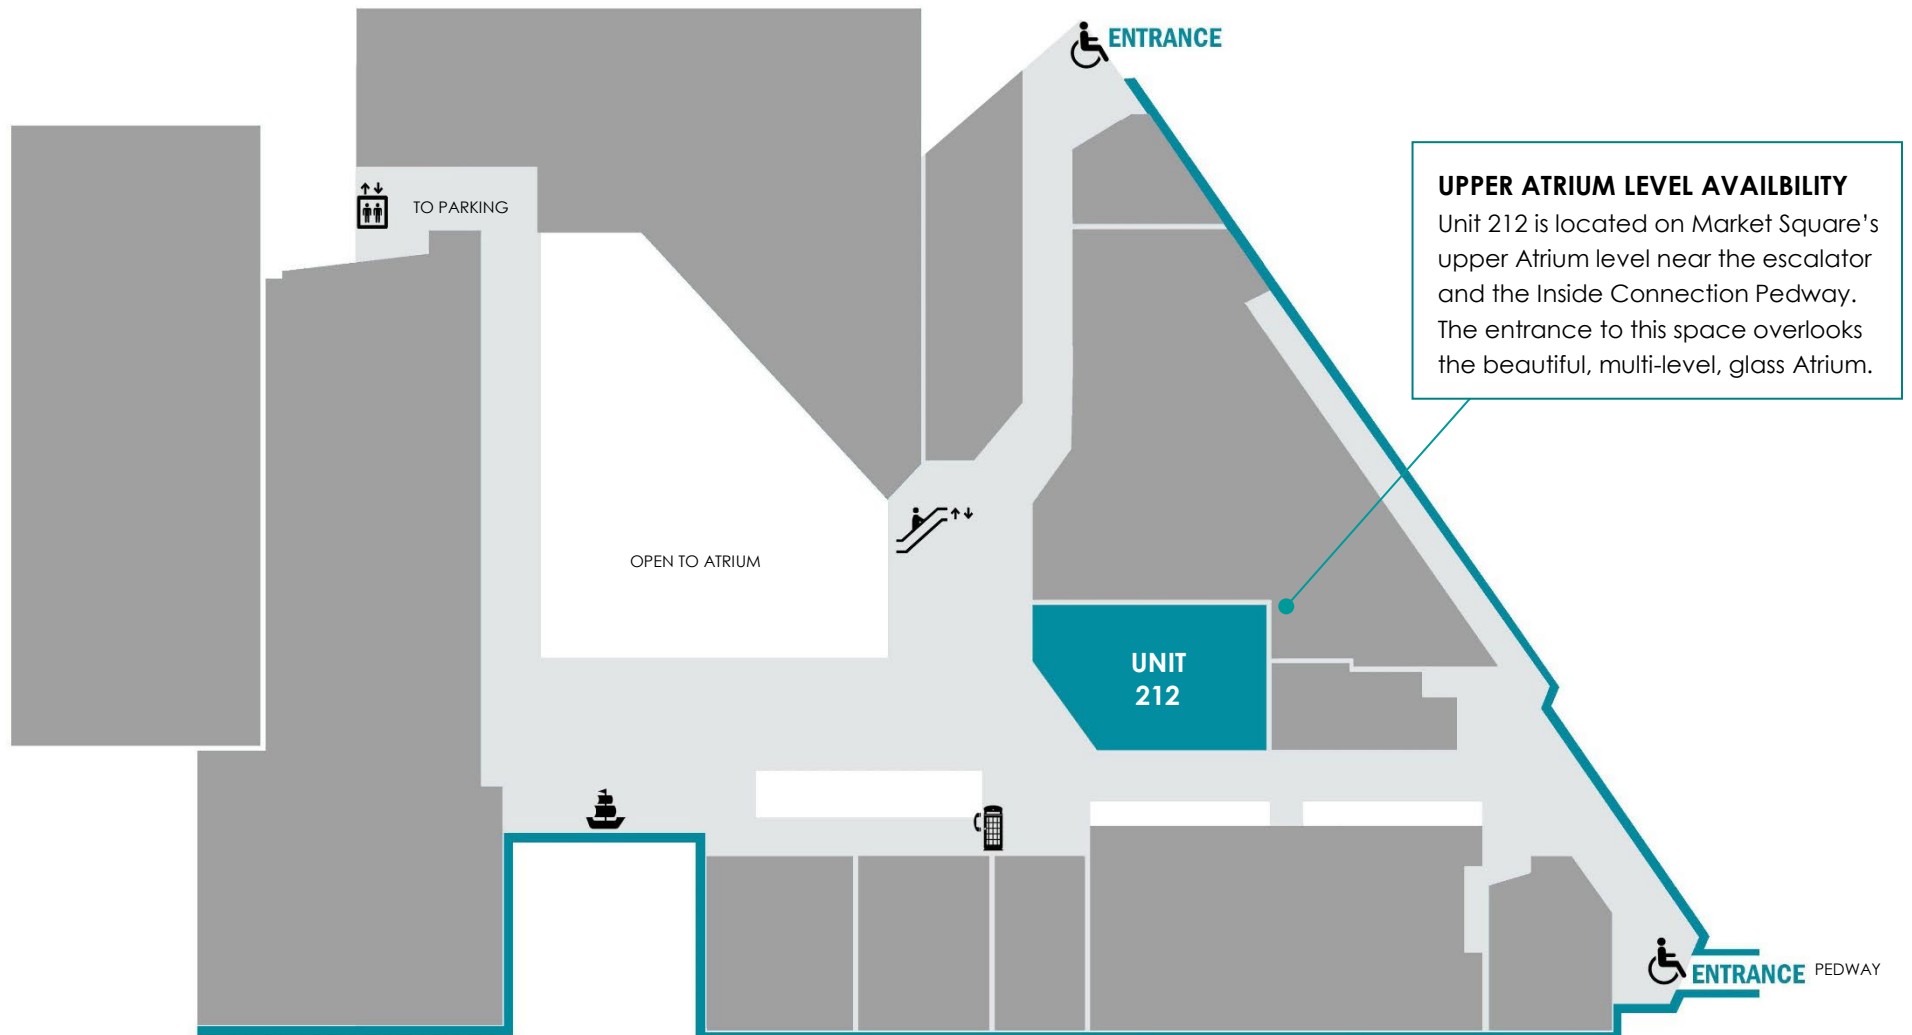 ENTRANCE
UPPER ATRIUM LEVEL AVAILBILITY
Unit 212 is located on Market Square’s
upper Atrium level near the escalator
and the Inside Connection Pedway.
The entrance to this space overlooks
the beautiful, multi-level, glass Atrium.
TO PARKING
OPEN TO ATRIUM
UNIT
212
ENTRANCE PEDWAY